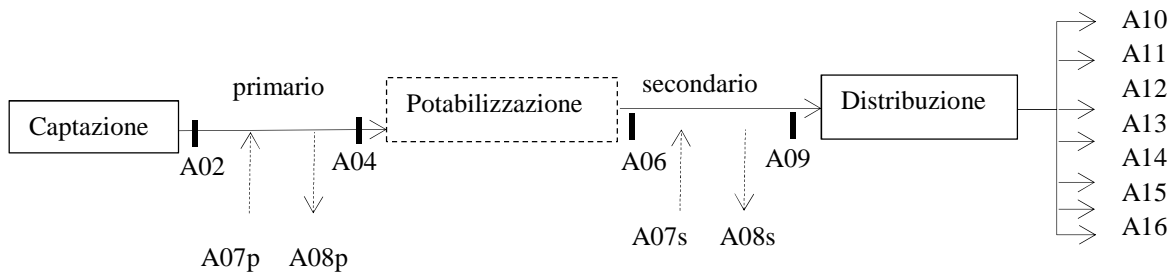 Captazione
primario
A02
A04
A07p
A08p
Potabilizzazione
secondario
A06
A09
A07s
A08s
Distribuzione
A10
A11
A12
A13
A14
A15
A16